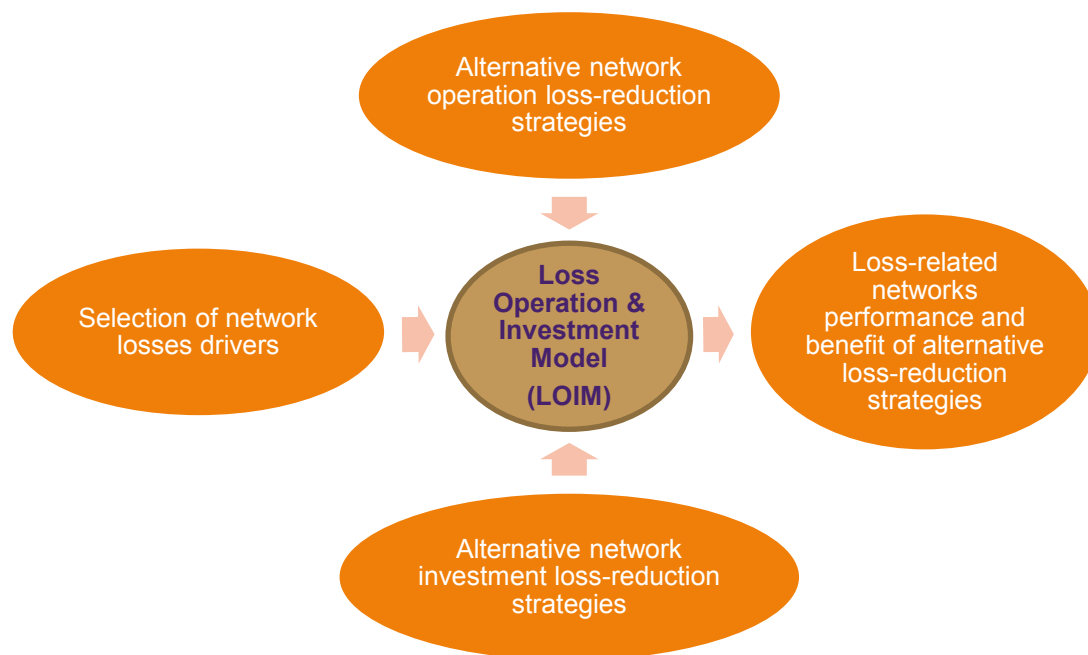 Alternative network
operation loss-reduction
strategies
Selection of network
losses drivers
Loss
Operation &
Investment
Model
(LOIM)
Loss-related
networks
performance and
benefit of alternative
loss-reduction
strategies
Alternative network
investment loss-reduction
strategies